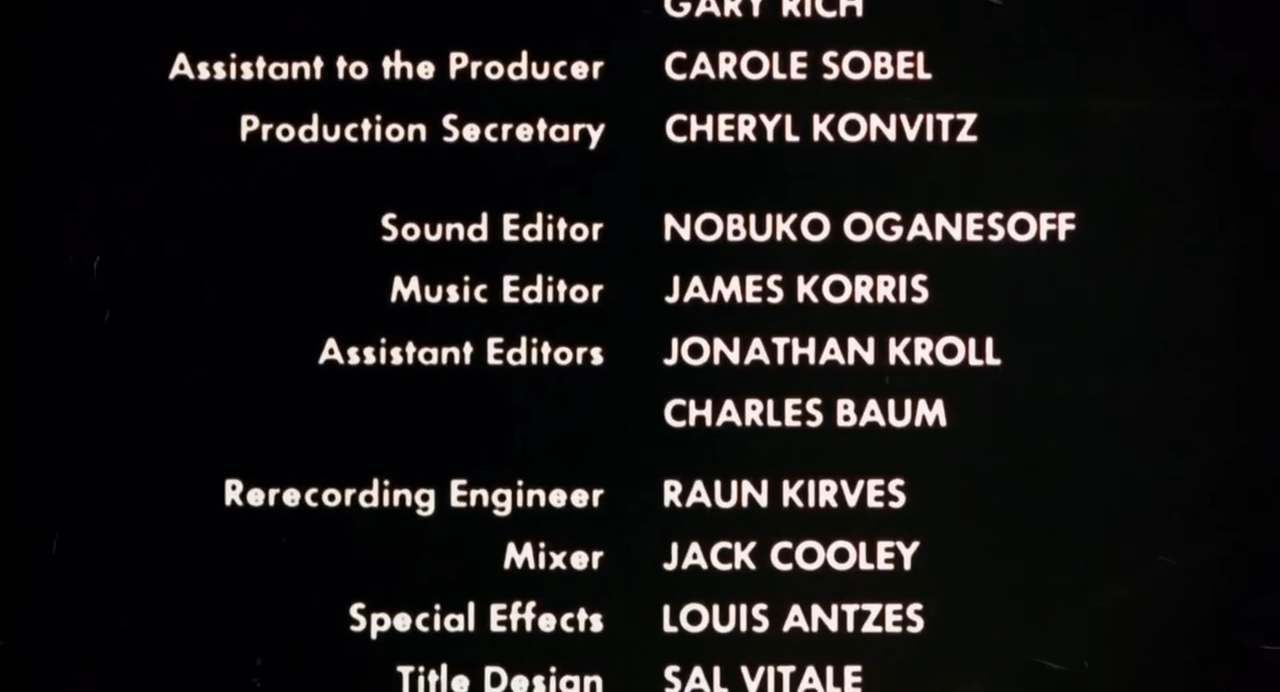 GARY RICH
Assistant to the Producer CAROLE SOBEL
Production Secretary CHERYL KONVITZ
Sound Editor NOBUKO OGANESOFF
Music Editor JAMES KORRIS
Assistant Editors JONATHAN KROLL
CHARLES BAUM
Rerecording Engineer RAUN KIRVES
Mixer JACK COOLEY
Special Effects LOUIS ANTZES
Title Design SAL VITALE